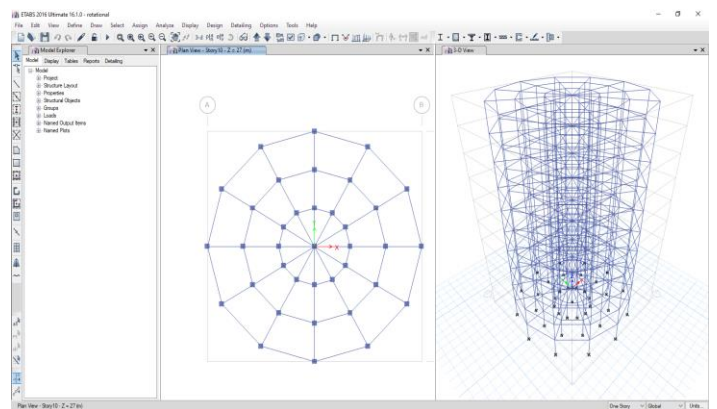 ETABS 2016 Ultimate 16.1.0 - rotational
File Edit View Define Draw Select Assign Analyze Display Design Detailing Options Tools Help
Model Explorer
Model Display Tables Reports Detailing
Model
Project
Structure Layout
Properties
Structural Objects
Groups
Loads
Named Output Items
Named Plots
Plan View - Story10 - Z = 27 (m)
A B
X
3-D View
Plan View - Story10 - Z = 27 (m)
One Story Global Units...